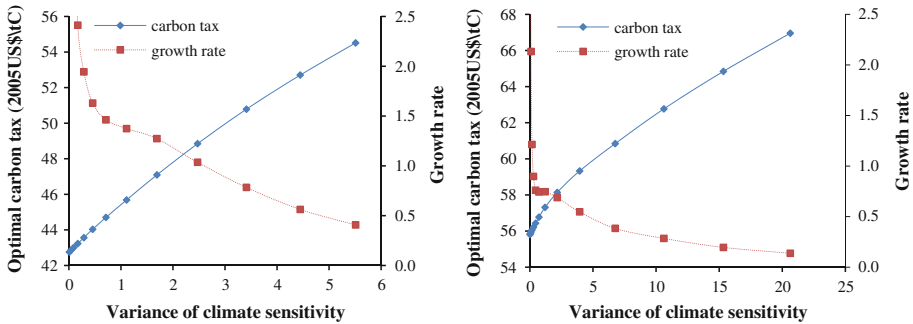 Optimal carbon tax (2005US$\tC)
56
54
52
50
48
46
44
42
carbon tax
growth rate
2.5
2.0
1.5
1.0
0.5
0.0
Growth rate
0 1 2 3 4 5 6
Variance of climate sensitivity
Optimal carbon tax (2005US$\tC)
68
66
64
62
60
58
56
54
carbon tax
growth rate
2.5
2.0
1.5
1.0
0.5
0.0
Growth rate
0 5 10 15 20 25
Variance of climate sensitivity